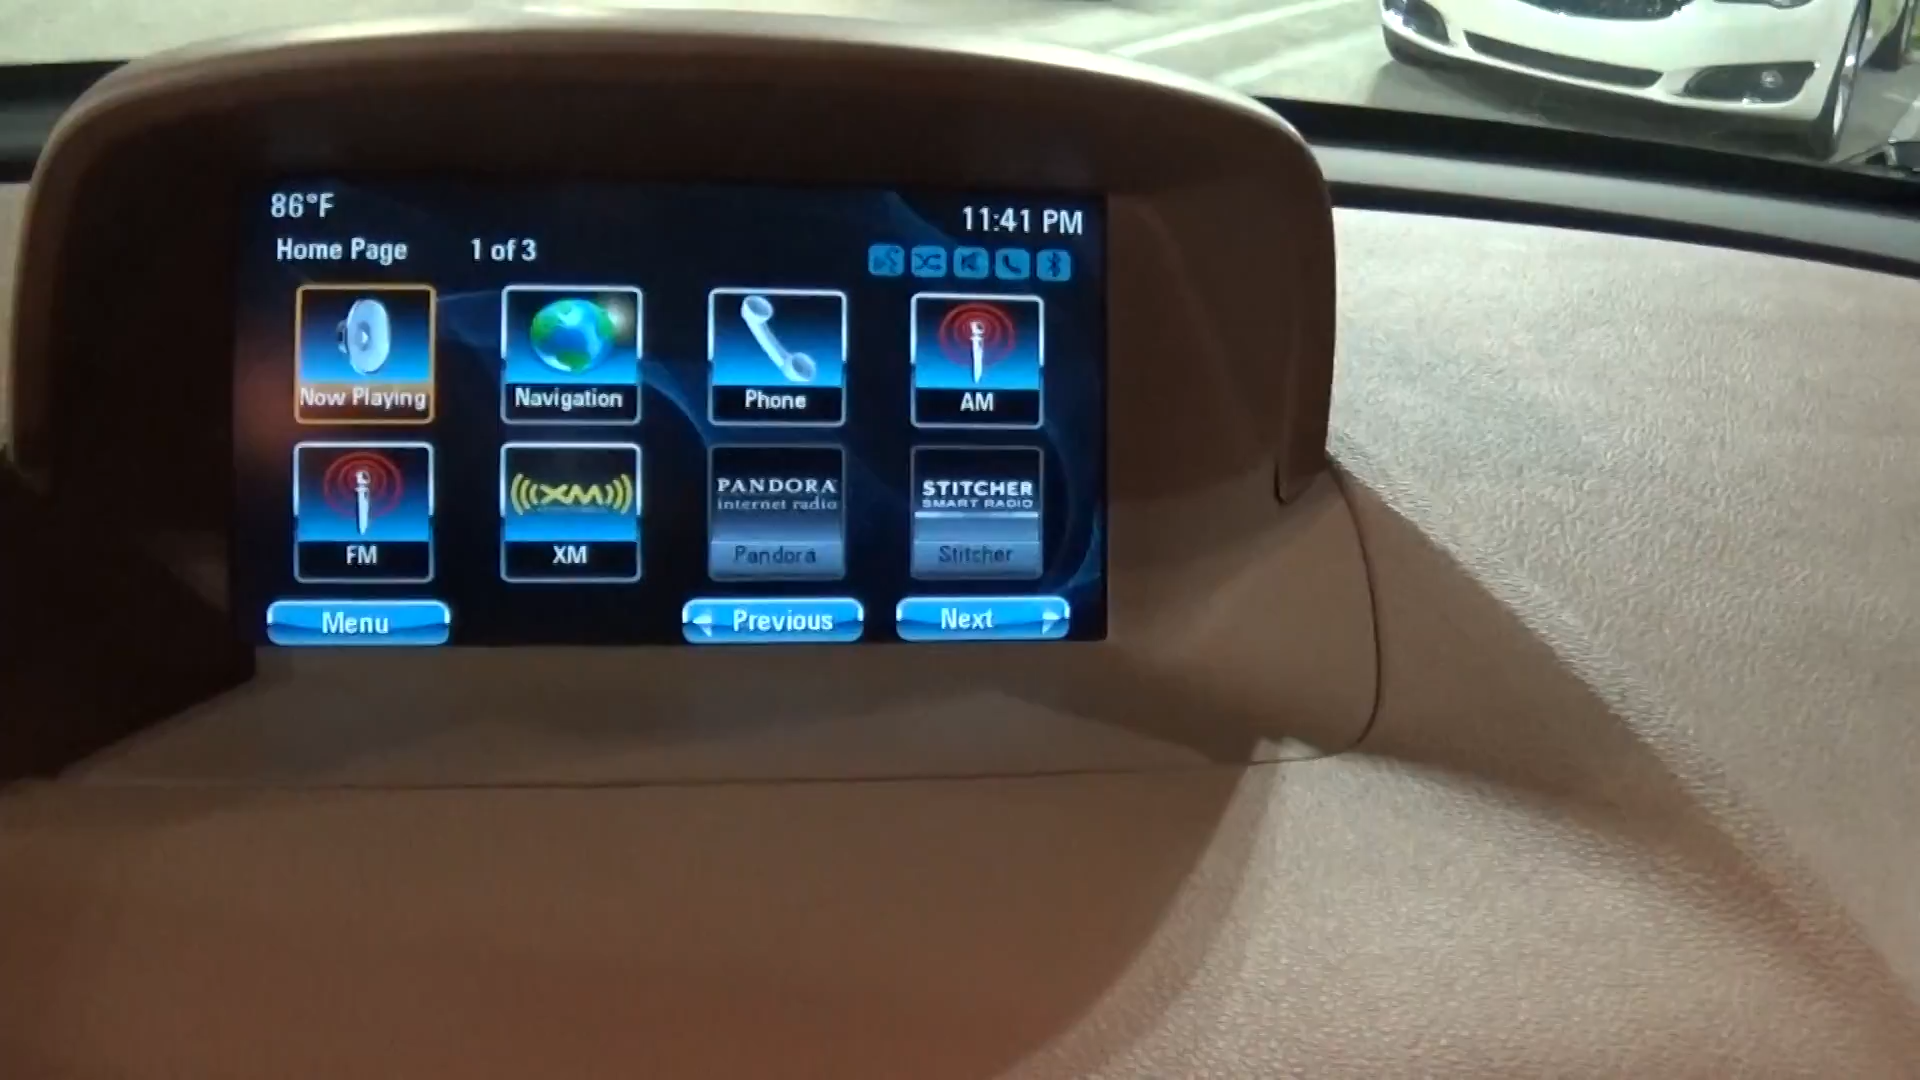 86°F
11:41 PM
Home Page 1 of 3
Now Playing
Navigation
Phone
AM
FM
XM
XM
PANDORA
internet radio
Pandora
STITCHER
SMART RADIO
Stitcher
Menu
Previous
Next